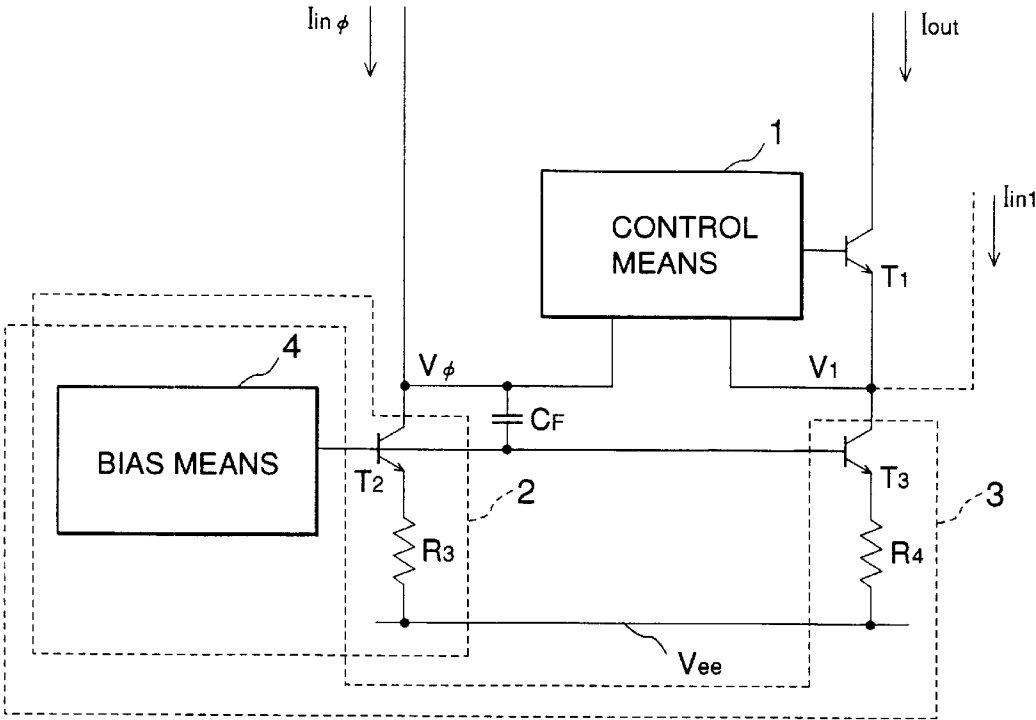 Iin ϕ
Iout
1
Iin1
CONTROL
MEANS
T1
4
Vϕ
V1
CF
BIAS MEANS
T2
T3
2
3
R3
R4
Vee